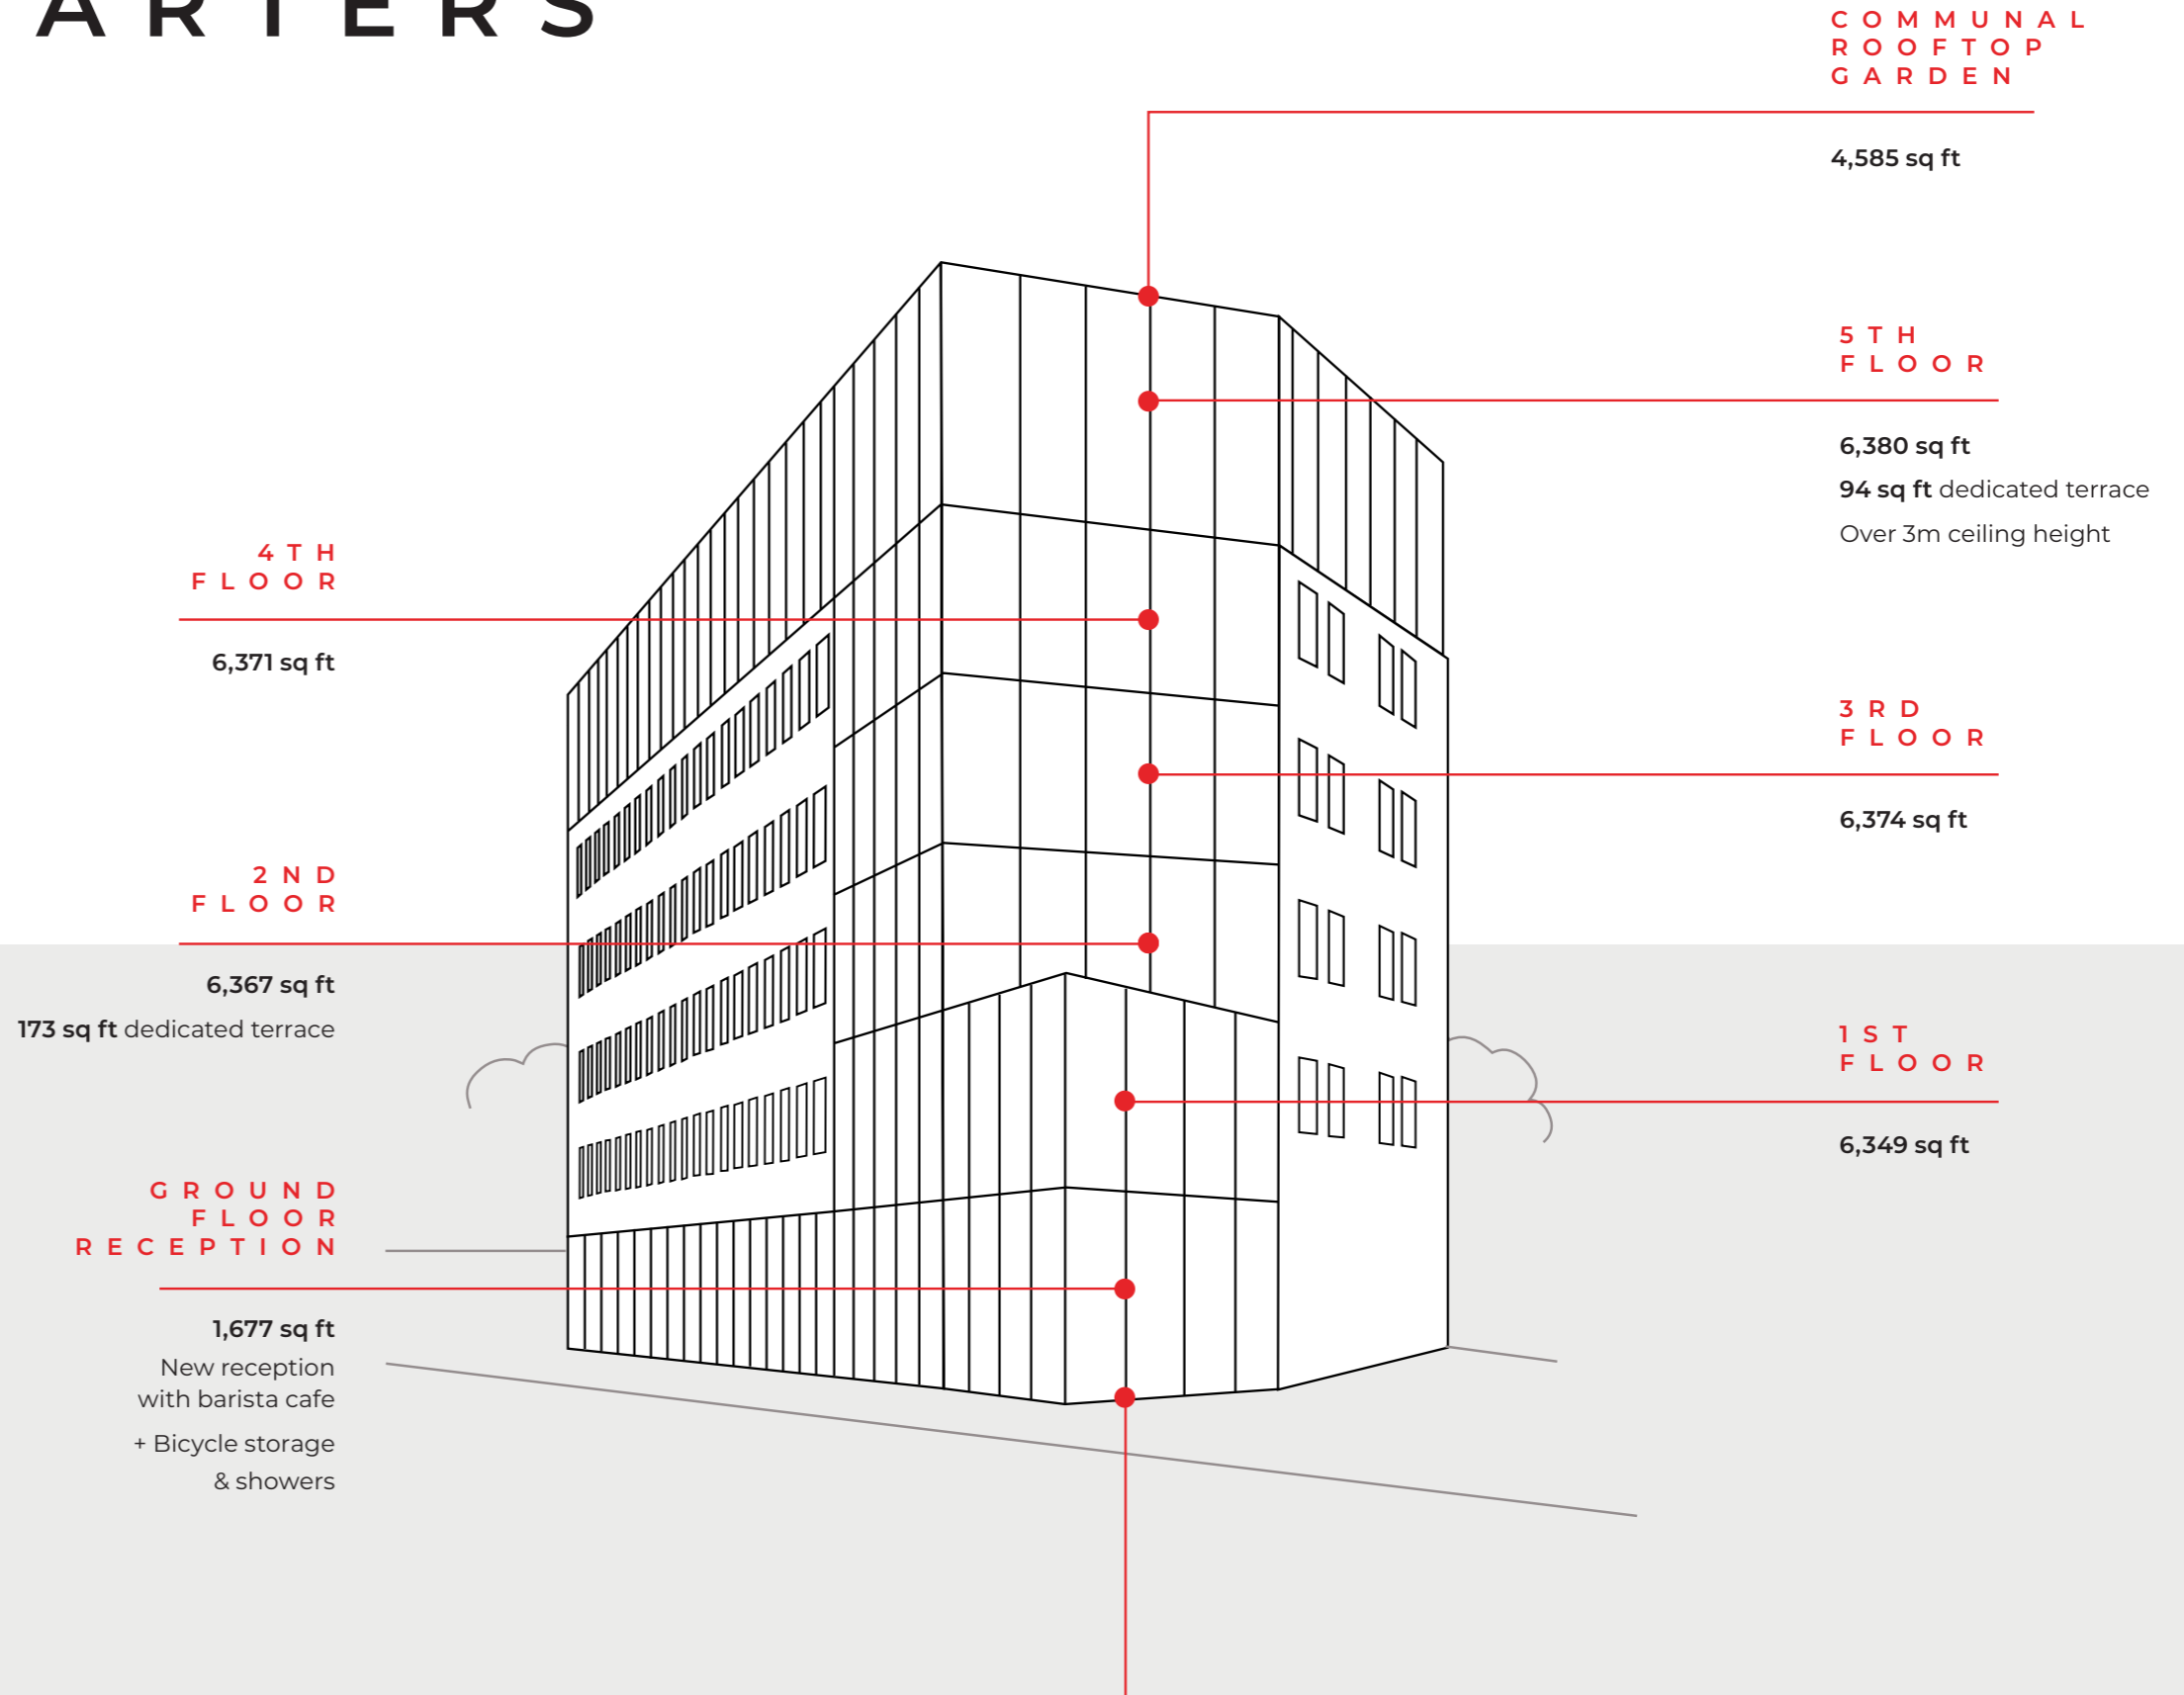 ARTERS
COMMUNAL
ROOFTOP
GARDEN
4,585 sq ft
5TH
FLOOR
6,380 sq ft
94 sq ft dedicated terrace
Over 3m ceiling height
4TH
FLOOR
6,371 sq ft
3RD
FLOOR
6,374 sq ft
2ND
FLOOR
6,367 sq ft
173 sq ft dedicated terrace
1ST
FLOOR
6,349 sq ft
GROUND
FLOOR
RECEPTION
1,677 sq ft
New reception
with barista cafe
+ Bicycle storage
& showers